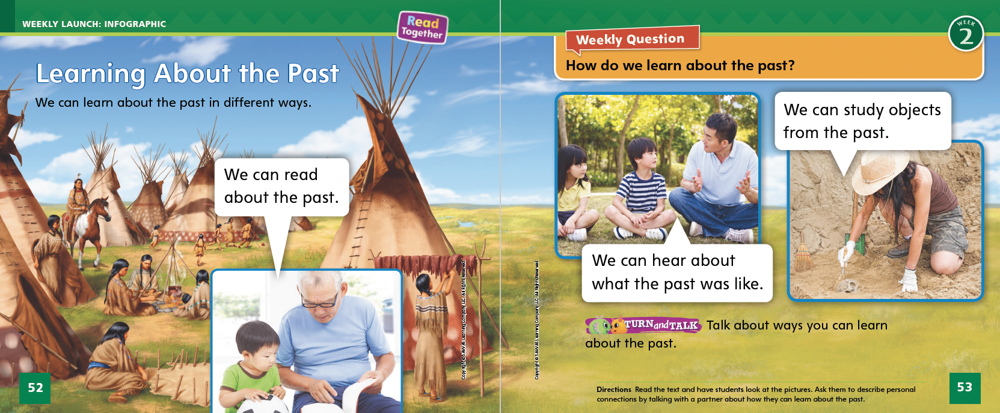 WEEKLY LAUNCH: INFOGRAPHIC
Read
Together
Learning About the Past
We can learn about the past in different ways.
We can read
about the past.
Copyright © SAVVAS Learning Company LLC. All Rights Reserved.
52
WEEK
2
Weekly Question
How do we learn about the past?
We can study objects
from the past.
We can hear about
what the past was like.
TURN and TALK Talk about ways you can learn
about the past.
Copyright © SAVVAS Learning Company LLC. All Rights Reserved.
Directions Read the text and have students look at the pictures. Ask them to describe personal
connections by talking with a partner about how they can learn about the past.
53